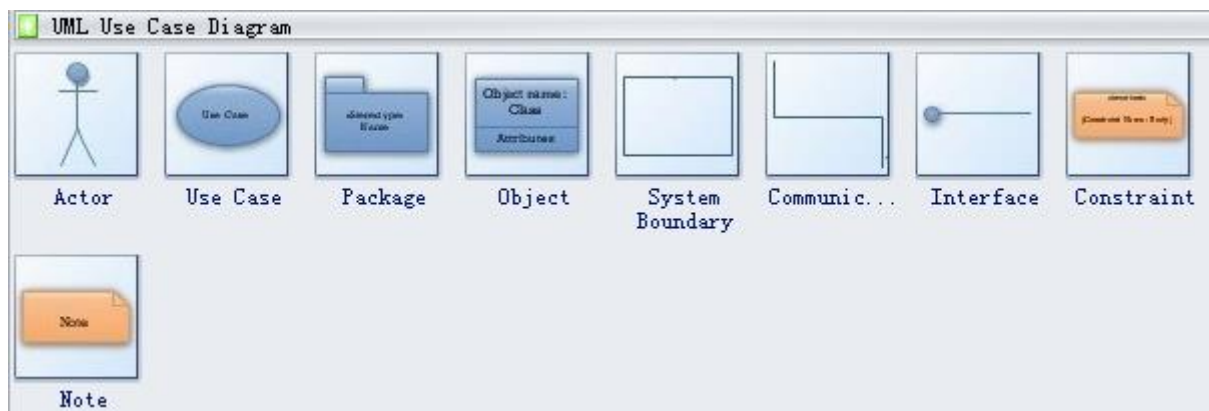 UML Use Case Diagram
Use Case
Name
Object name:
Class
Attributes
Actor
Use Case
Package
Object
System
Boundary
Communic...
Interface
Constraint
Note
Note